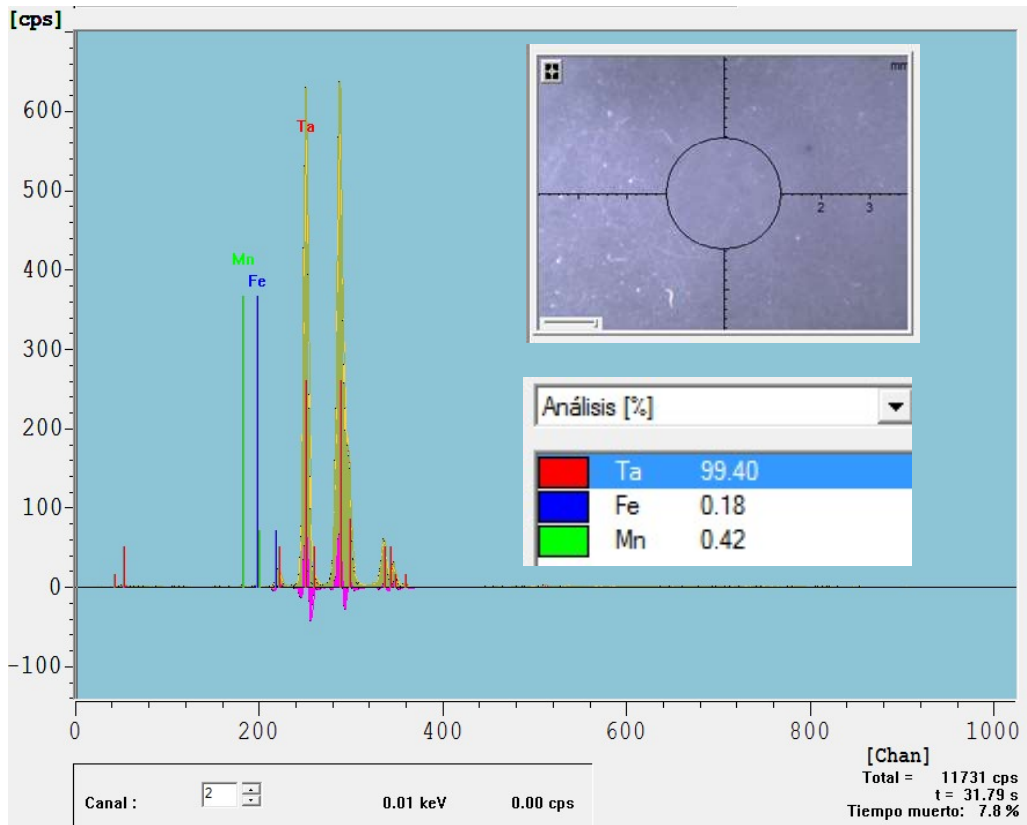 [cps]
600
500
400
300
200
100
0
-100
Ta
Mn
Fe
mm
2 3
Análisis [%]
Ta 99.40
Fe 0.18
Mn 0.42
0 200 400 600 800 1000
[Chan]
Total = 11731 cps
t = 31.79 s
Tiempo muerto: 7.8 %
Canal : 2 0.01 keV 0.00 cps